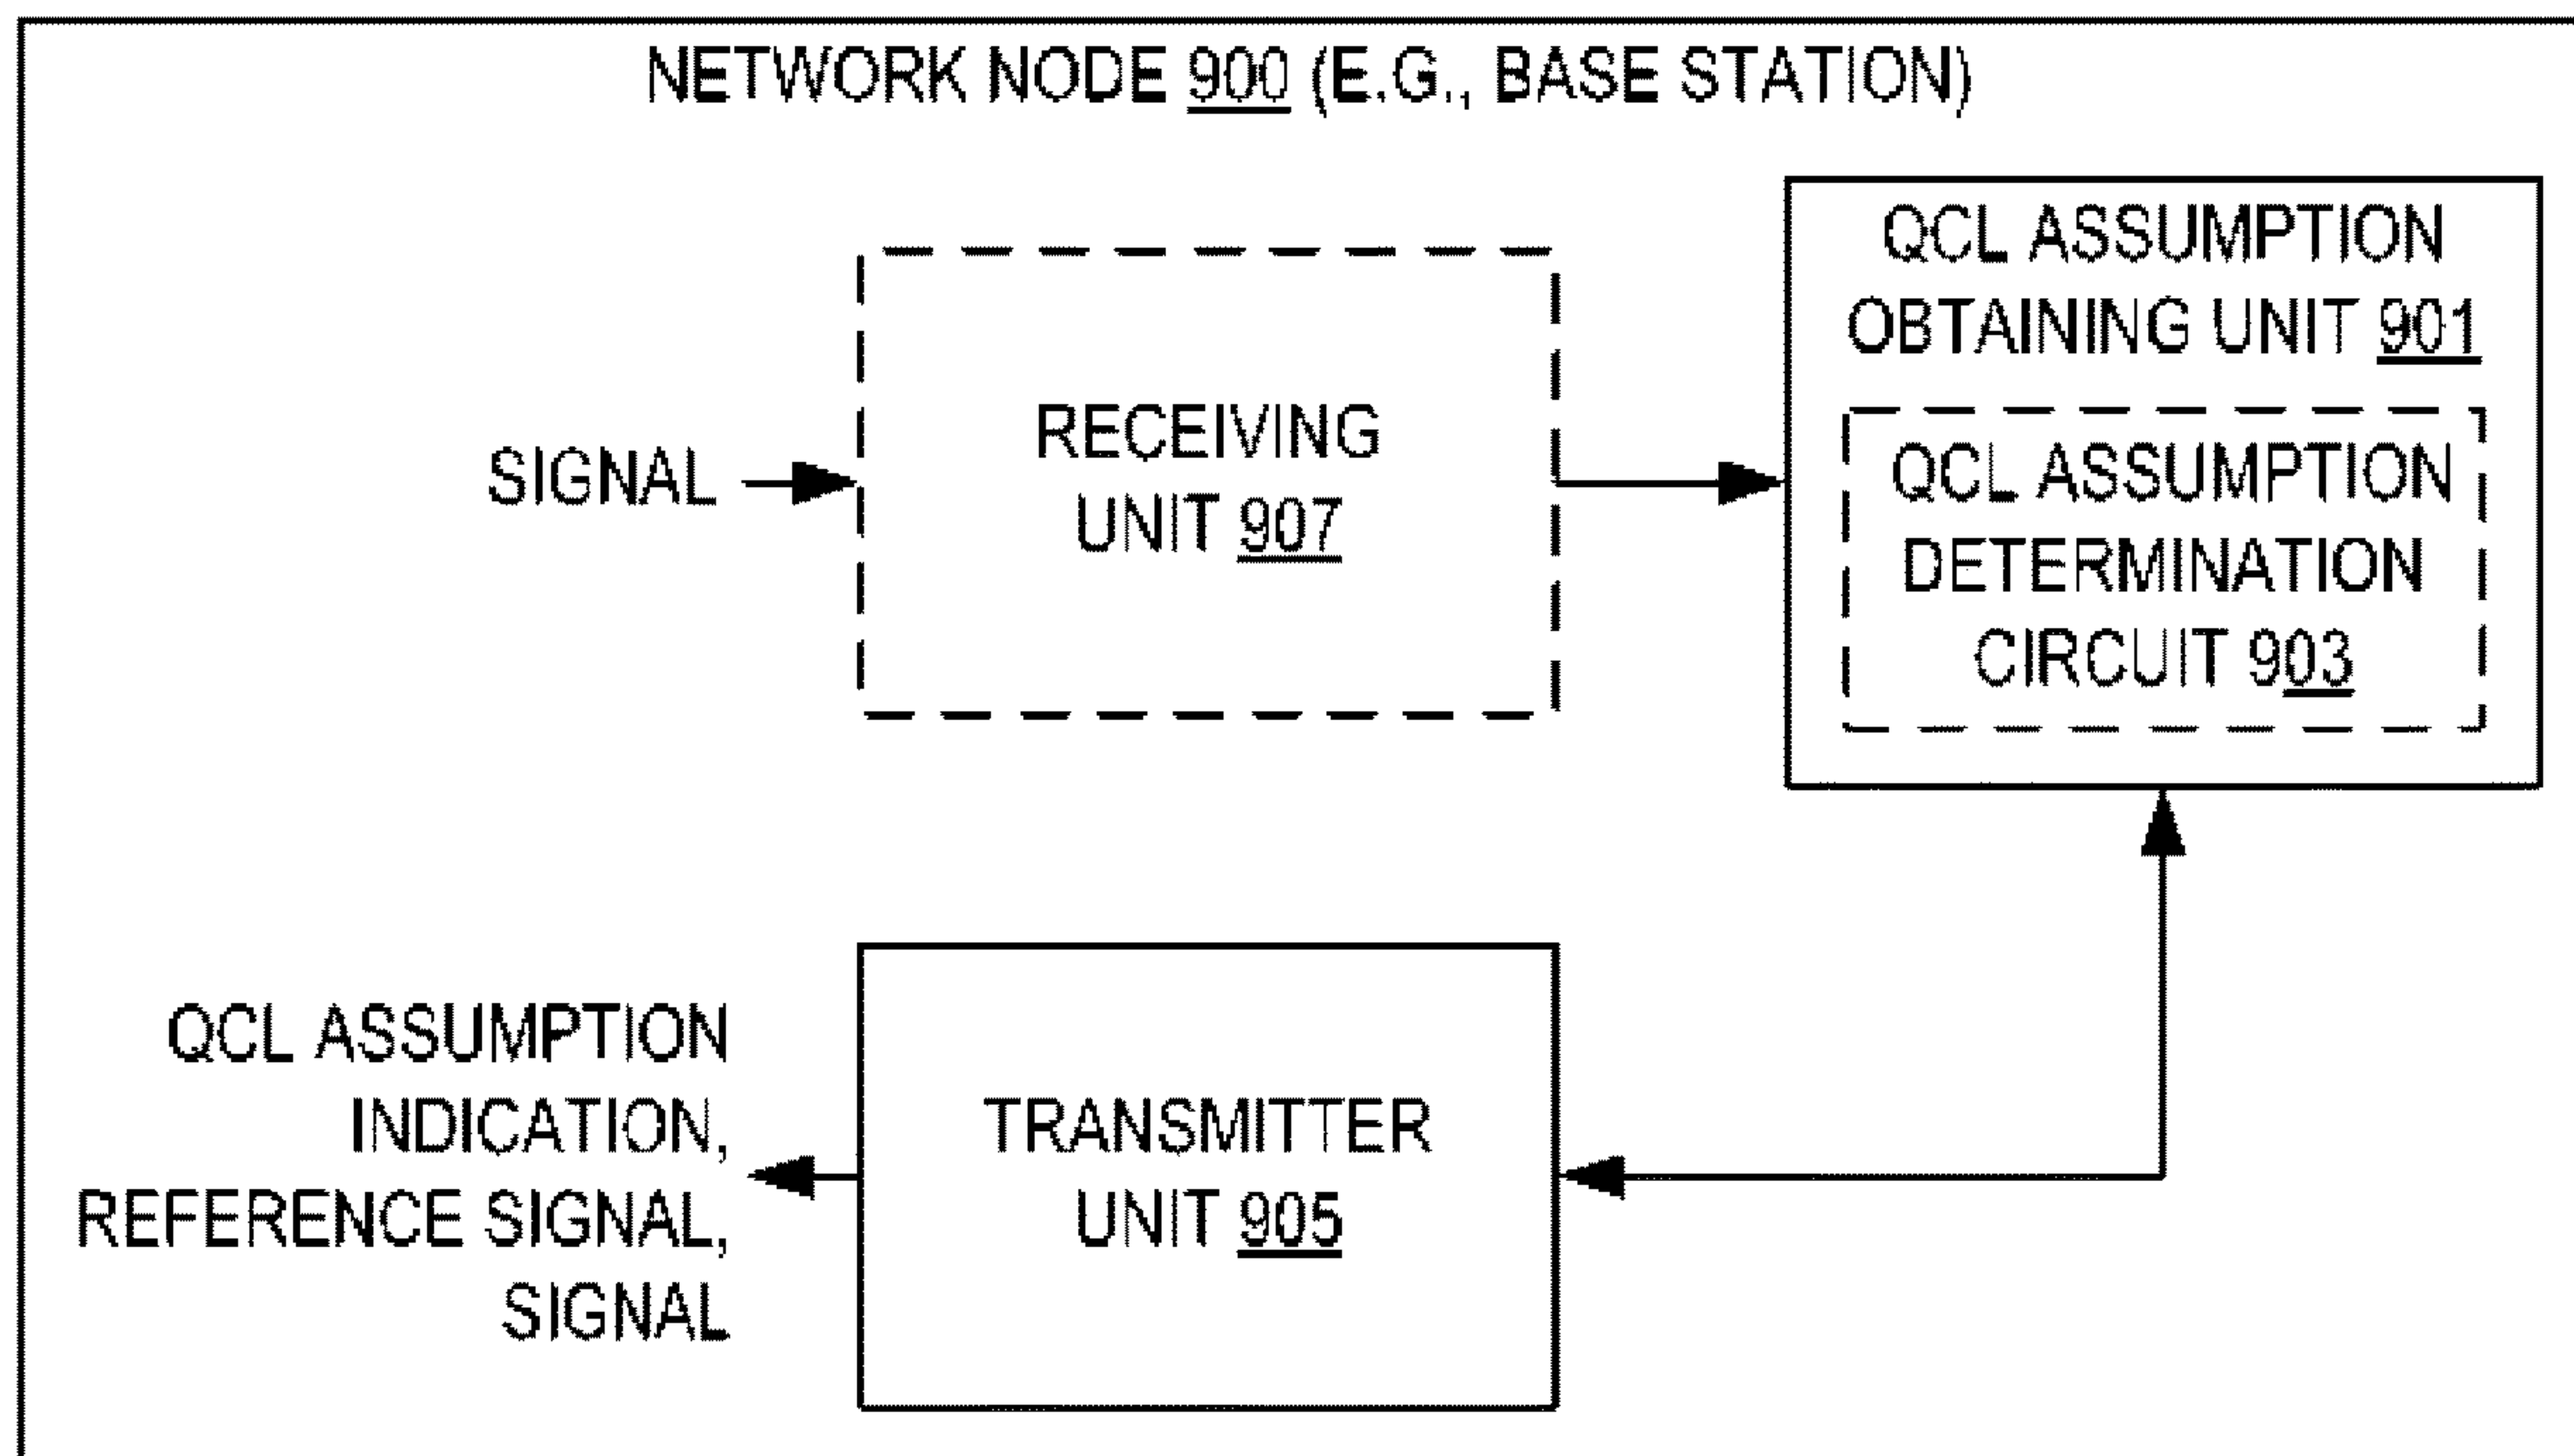 NETWORK NODE 900 (E.G., BASE STATION)
QCL ASSUMPTION
OBTAINING UNIT 901
QCL ASSUMPTION
DETERMINATION
CIRCUIT 903
SIGNAL
RECEIVING
UNIT 907
QCL ASSUMPTION
INDICATION,
REFERENCE SIGNAL,
SIGNAL
TRANSMITTER
UNIT 905